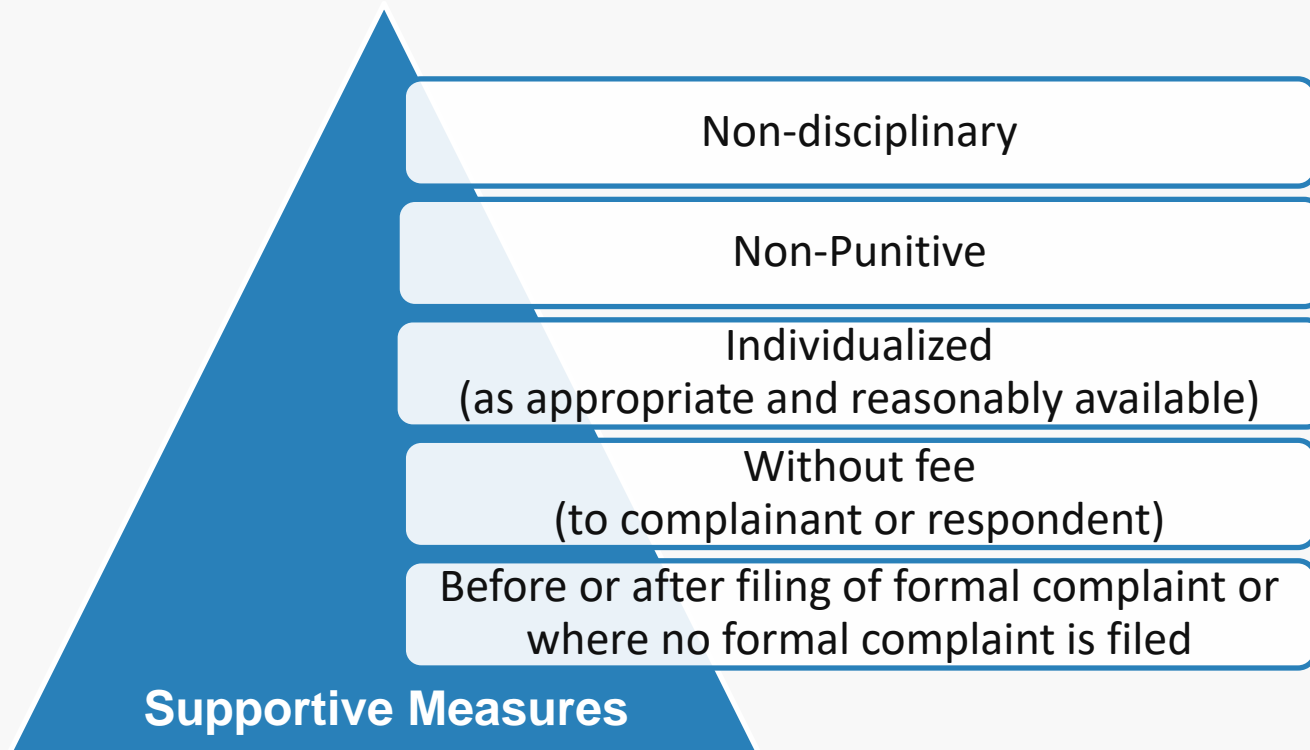 Non-disciplinary
Non-Punitive
Individualized
(as appropriate and reasonably available)
Without fee
(to complainant or respondent)
Before or after filing of formal complaint or
where no formal complaint is filed
Supportive Measures